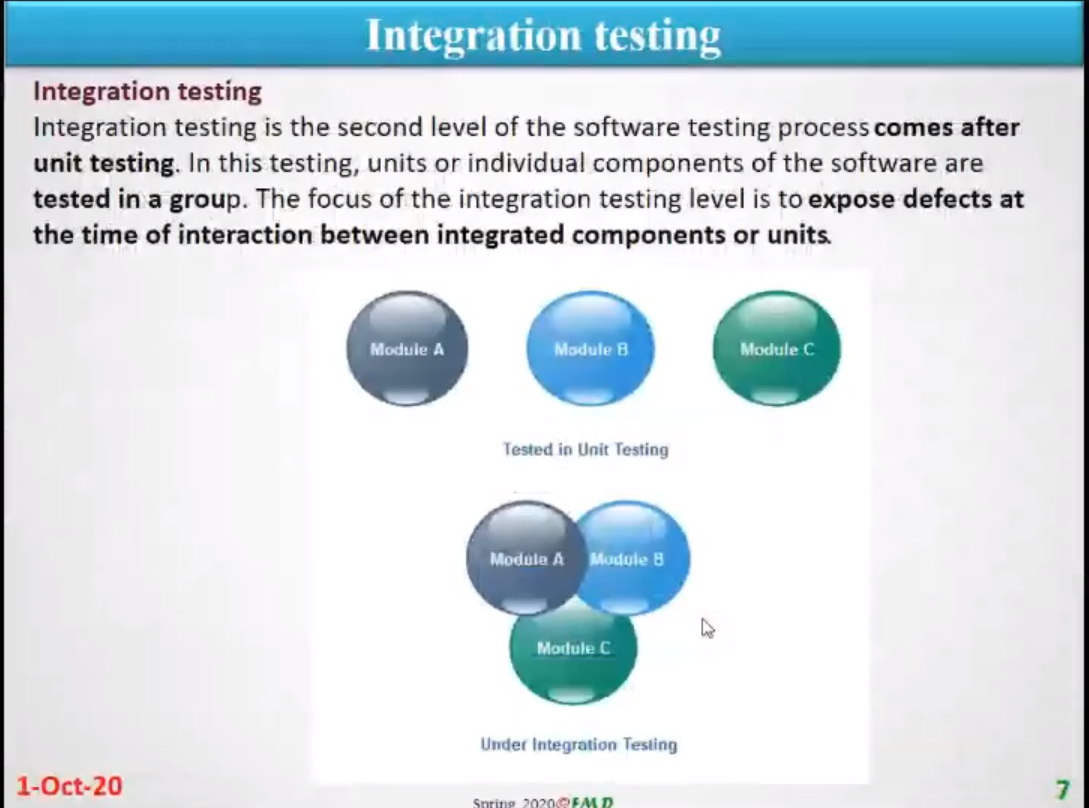 Integration testing
Integration testing
Integration testing is the second level of the software testing process comes after
unit testing. In this testing, units or individual components of the software are
tested in a group. The focus of the integration testing level is to expose defects at
the time of interaction between integrated components or units.
Module A Module B Module C
Tested in Unit Testing
Module A Module B
Module C
Under Integration Testing
1-Oct-20
Spring 2020©FMD
7